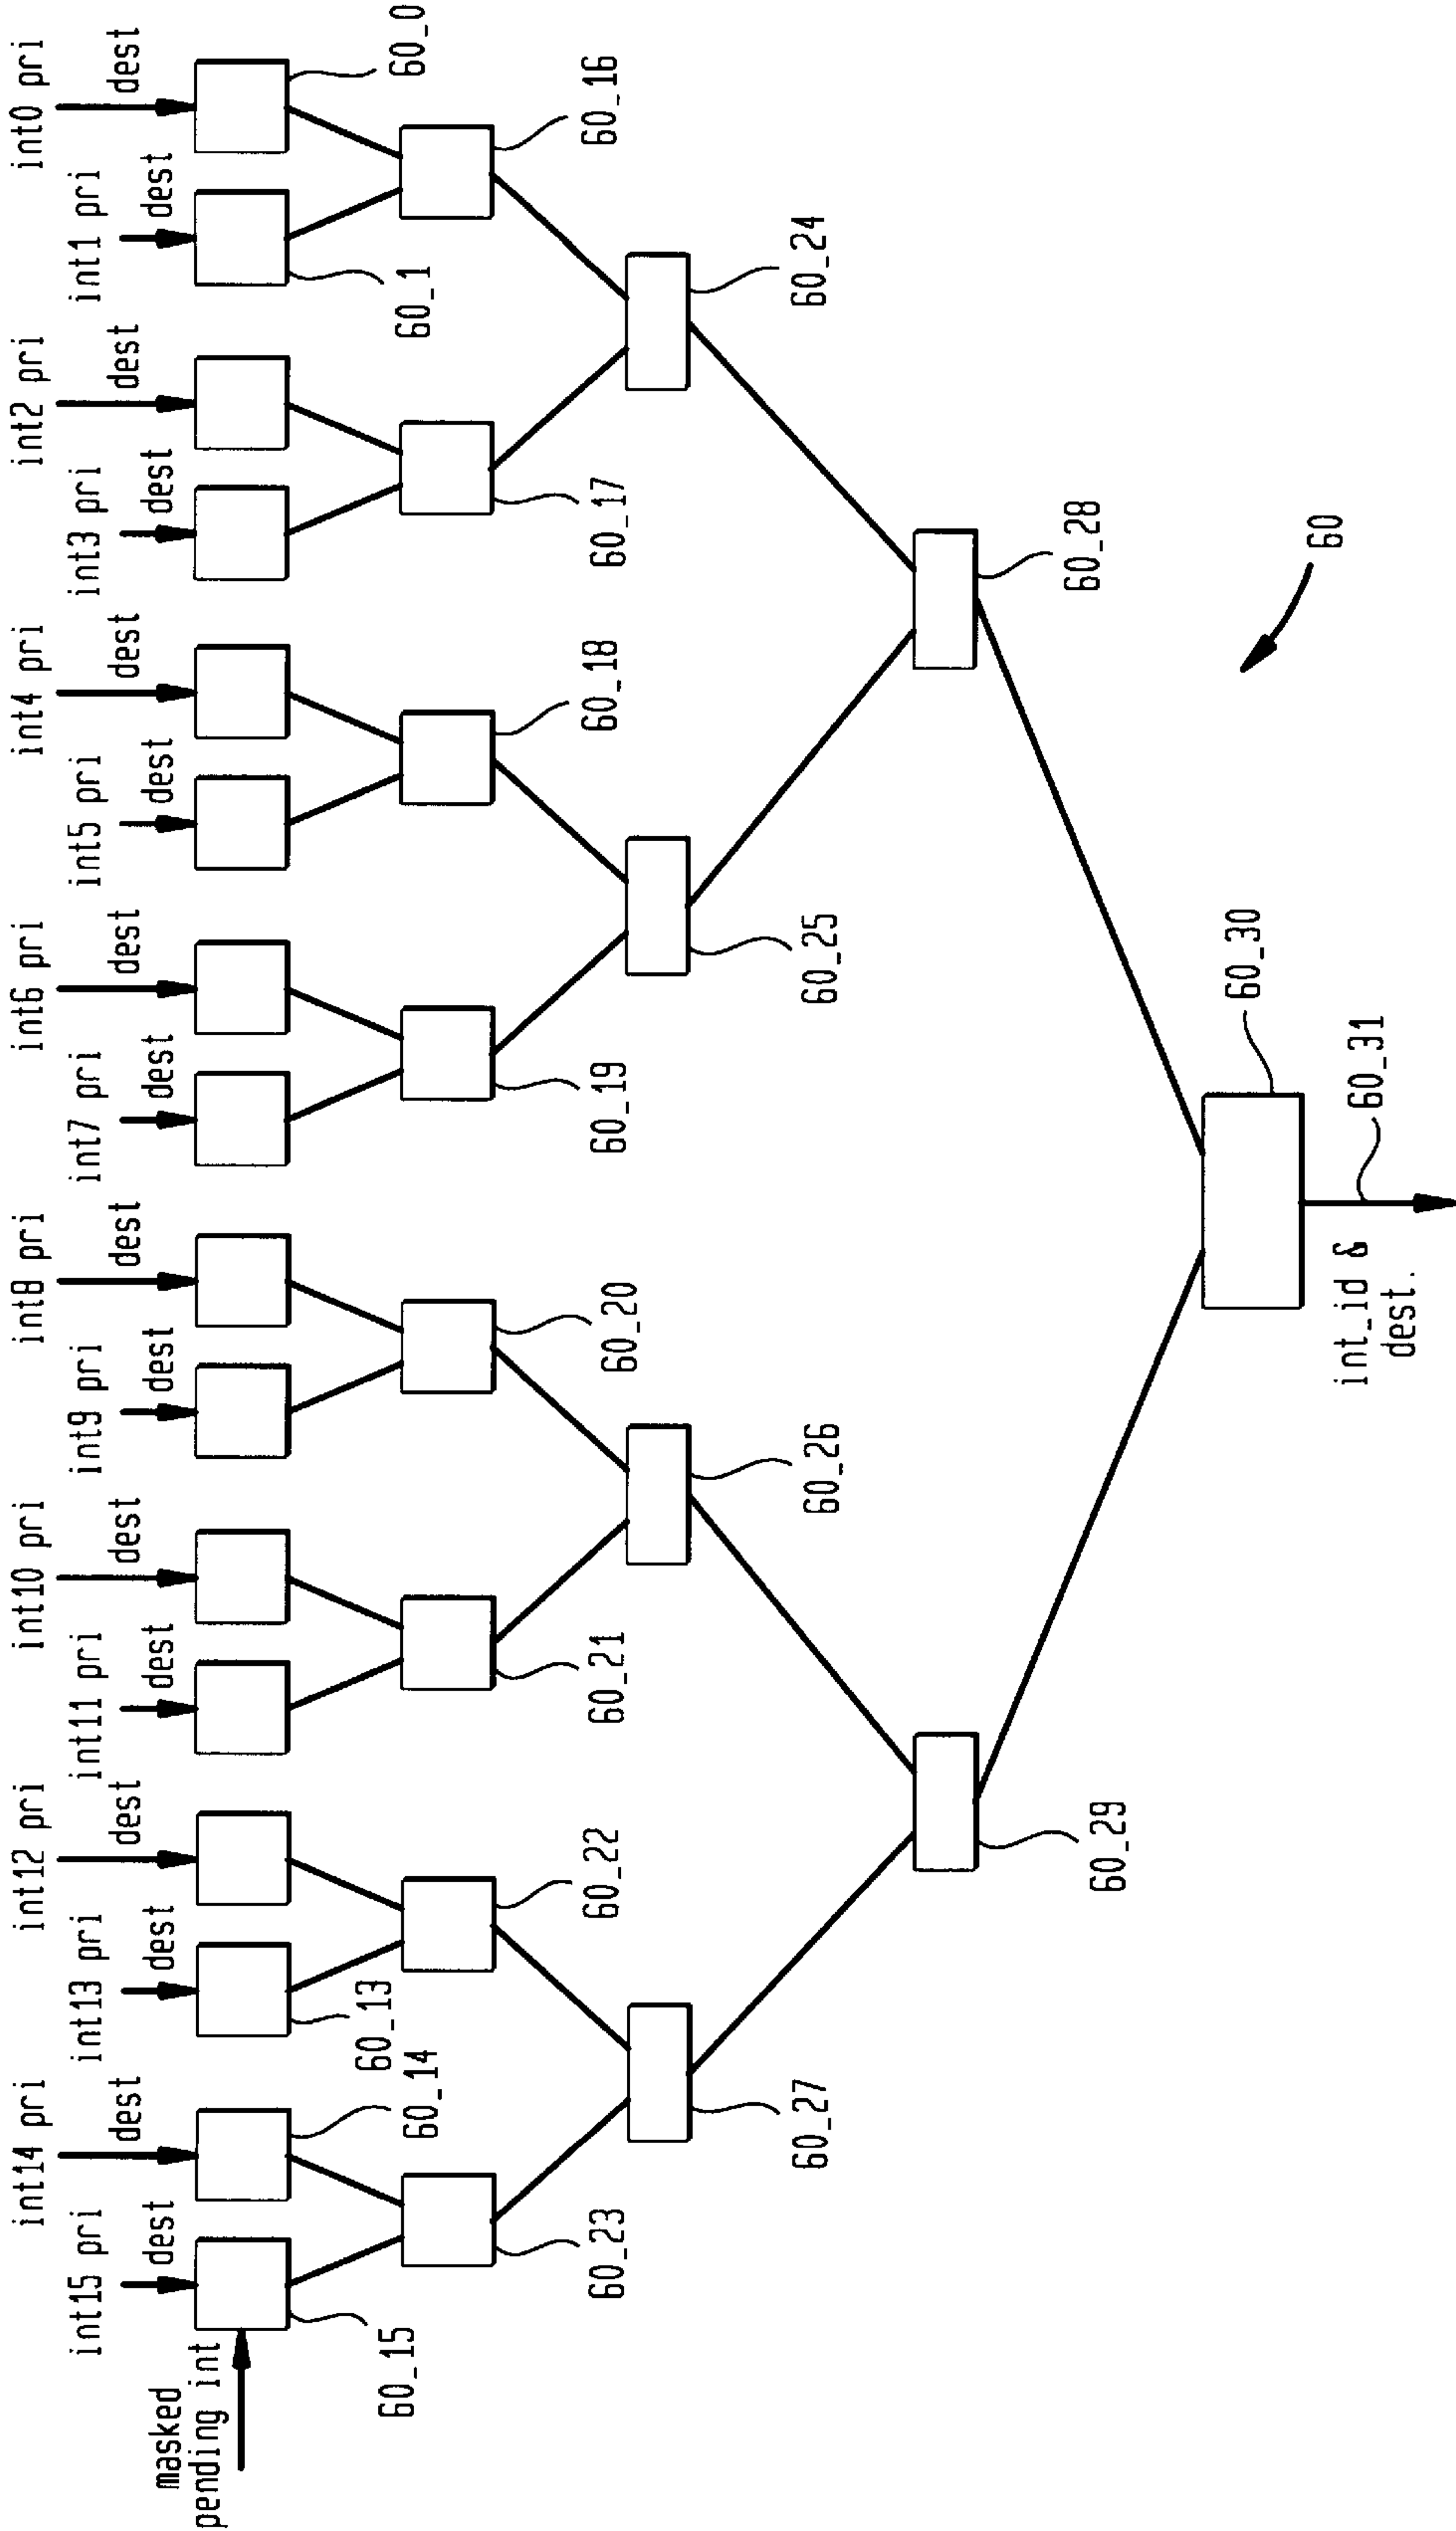 masked
pending int
int15 pri
dest
int14 pri
dest
int13 pri
dest
int12 pri
dest
int11 pri
dest
int10 pri
dest
int9 pri
dest
int8 pri
dest
int7 pri
dest
int6 pri
dest
int5 pri
dest
int4 pri
dest
int3 pri
dest
int2 pri
dest
int1 pri
dest
int0 pri
dest
60_15
60_14
60_13
60_1
60_0
60_23
60_22
60_21
60_20
60_19
60_18
60_17
60_16
60_27
60_26
60_25
60_24
60_29
60_28
60_30
60
int_id &
dest.
60_31